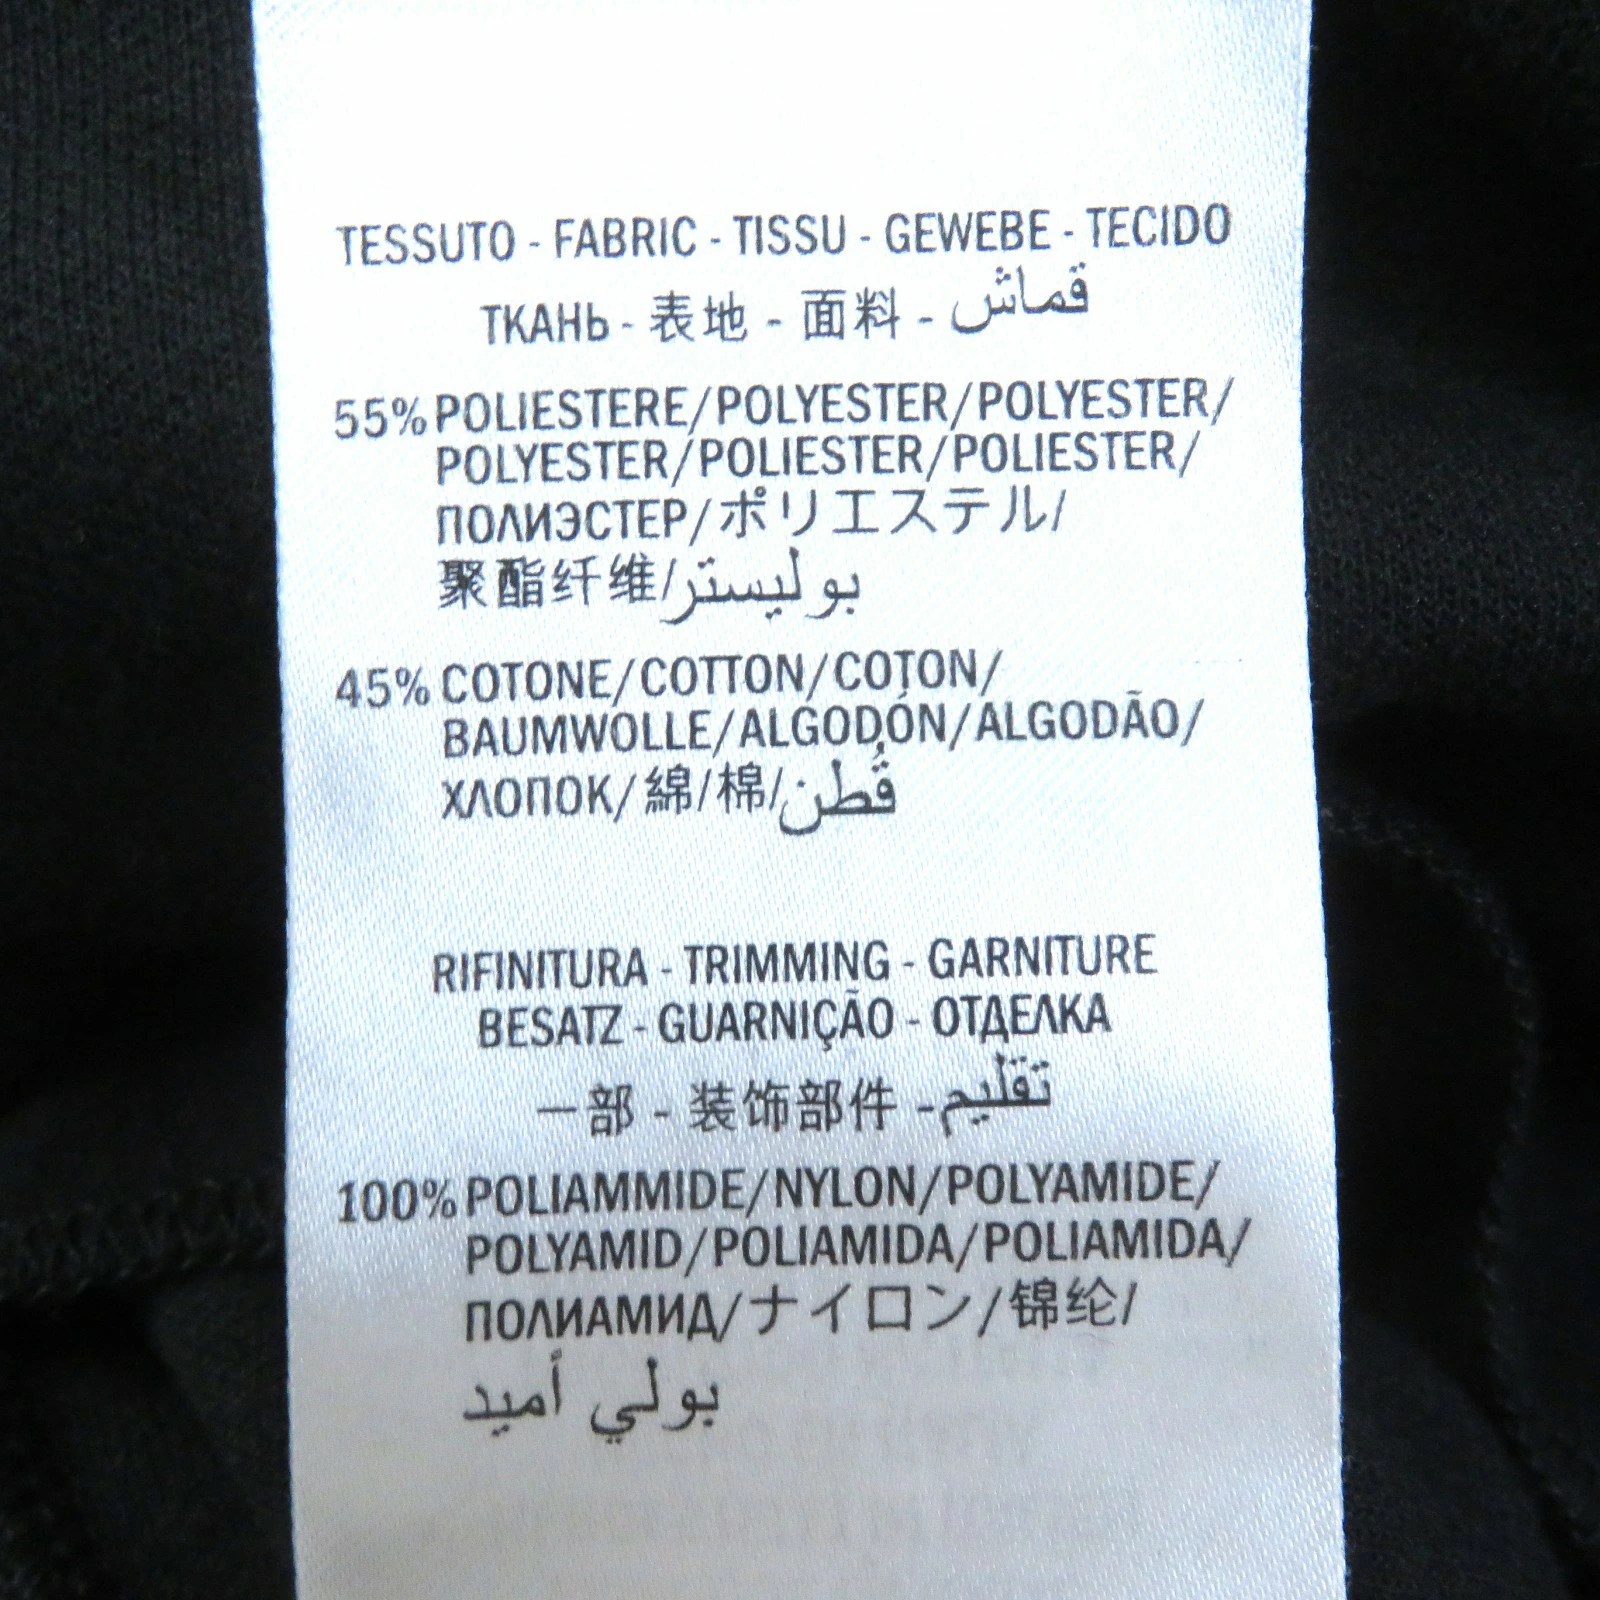 TESSUTO - FABRIC - TISSU - GEWEBE - TECIDO
ТКАНЬ - 表地 - 面料 - قماش
55% POLIESTERE/POLYESTER/POLYESTER/
POLYESTER/POLIESTER/POLIESTER/
ПОЛИЭСТЕР/ポリエステル/
聚酯纤维/بوليستر
45% COTONE/COTTON/COTON/
BAUMWOLLE/ALGODÓN/ALGODÃO/
ХЛОПОК/綿/棉/قُطن
RIFINITURA - TRIMMING - GARNITURE
BESATZ - GUARNIÇÃO - ОТДЕЛКА
一部 - 装饰部件 - تقليم
100% POLIAMMIDE/NYLON/POLYAMIDE/
POLYAMID/POLIAMIDA/POLIAMIDA/
ПОЛИАМИД/ナイロン/锦纶/
بولي أميد